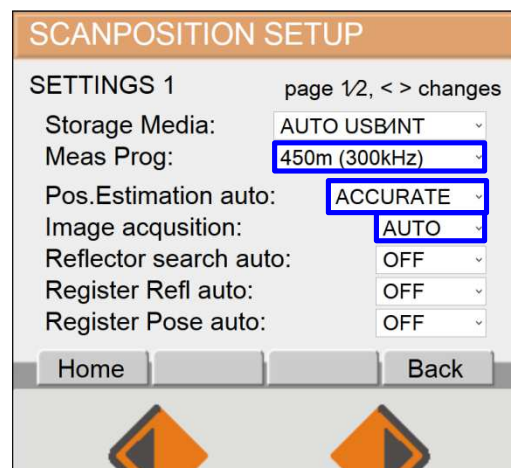 SCANPOSITION SETUP
SETTINGS 1 page 1/2, < > changes
Storage Media: AUTO USB/INT
Meas Prog: 450m (300kHz)
Pos.Estimation auto: ACCURATE
Image acqusition: AUTO
Reflector search auto: OFF
Register Refl auto: OFF
Register Pose auto: OFF
Home Back